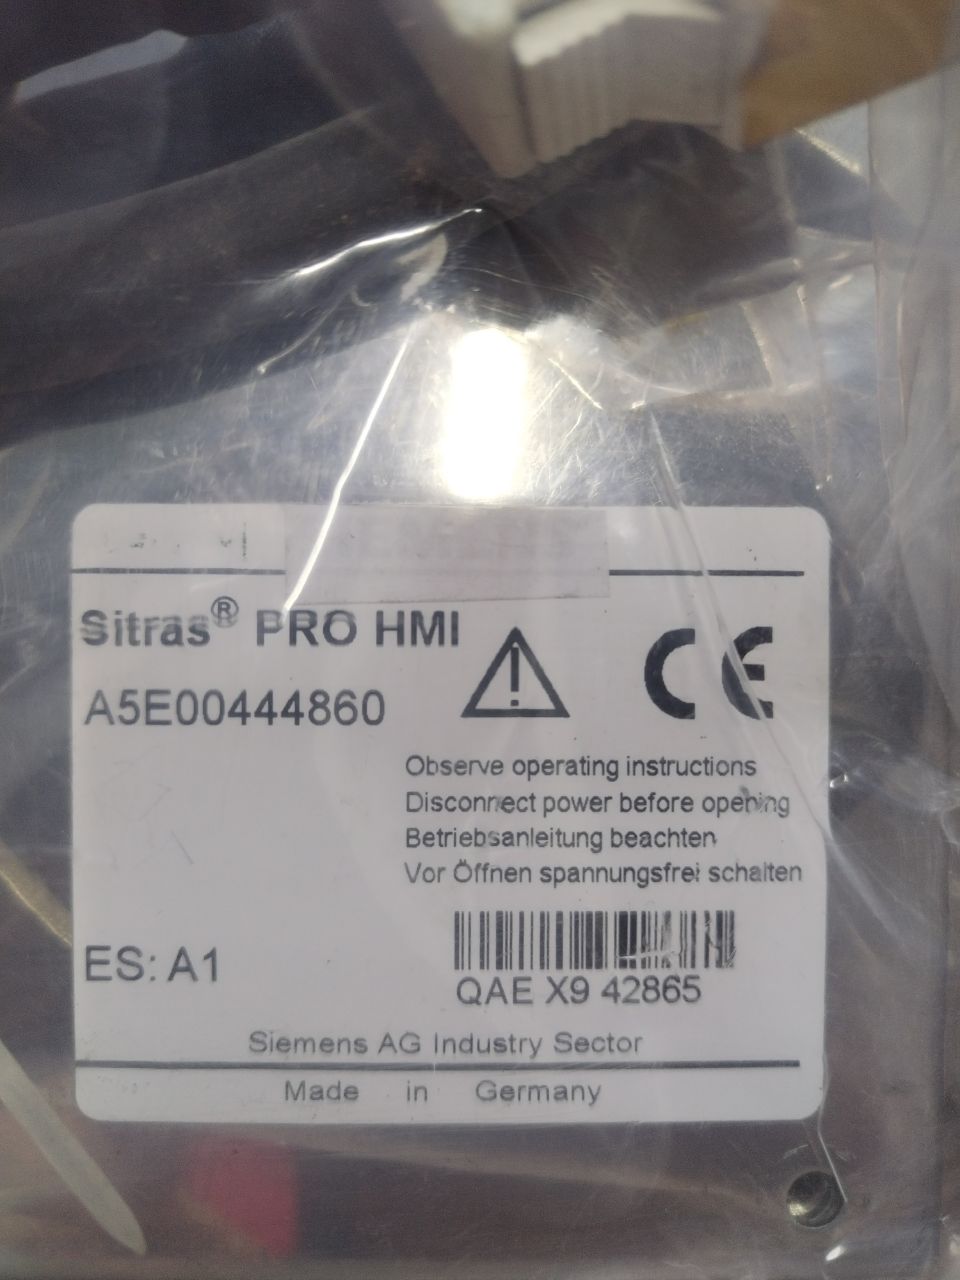 Sitras® PRO HMI
A5E00444860
Observe operating instructions
Disconnect power before opening
Betriebsanleitung beachten
Vor Öffnen spannungsfrei schalten
ES: A1
QAE X9 42865
Siemens AG Industry Sector
Made in Germany